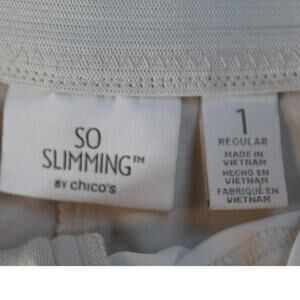 SO
SLIMMING™
BY chico's
1
REGULAR
MADE IN
VIETNAM
HECHO EN
VIETNAM
FABRIQUÉ EN
VIETNAM